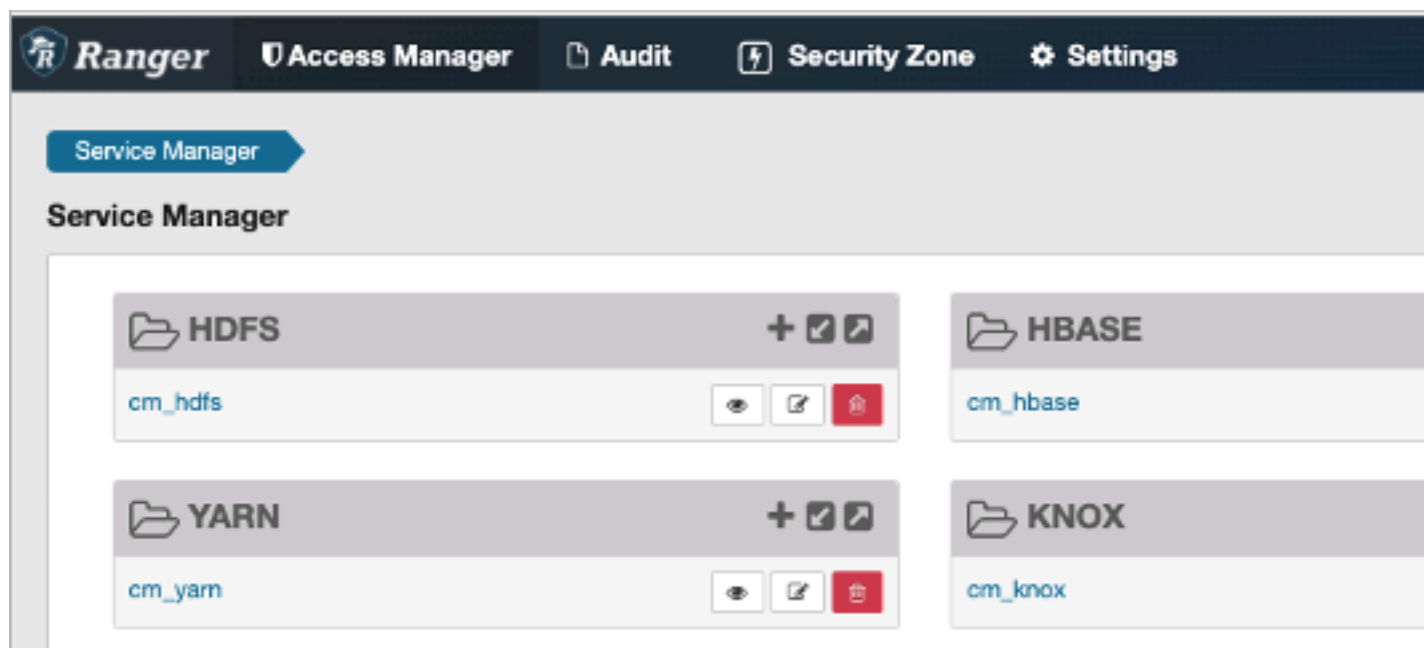 Ranger Access Manager Audit Security Zone Settings
Service Manager
Service Manager
HDFS HBASE
cm_hdfs cm_hbase
YARN KNOX
cm_yarn cm_knox